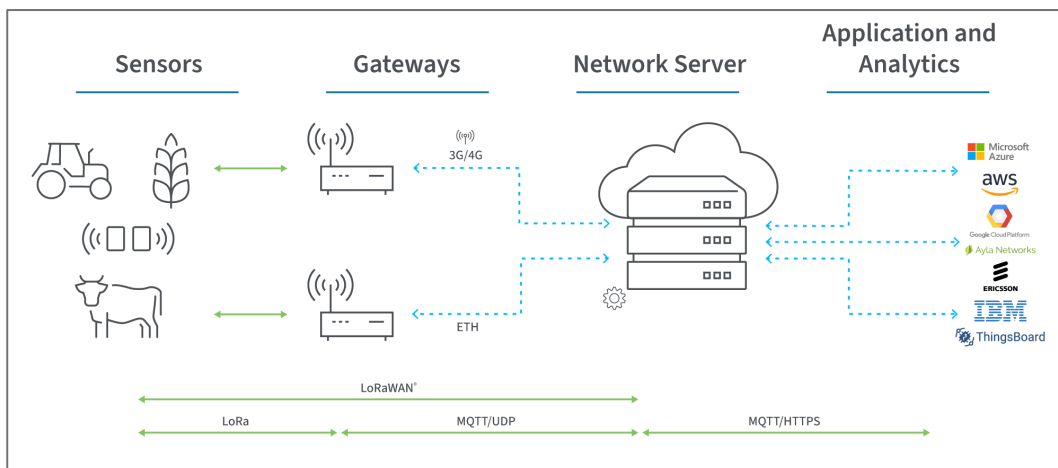 Sensors
Gateways
Network Server
Application and
Analytics
3G/4G
ETH
Microsoft
Azure
aws
Google Cloud Platform
Ayla Networks
ERICSSON
IBM
ThingsBoard
LoRaWAN®
LoRa
MQTT/UDP
MQTT/HTTPS